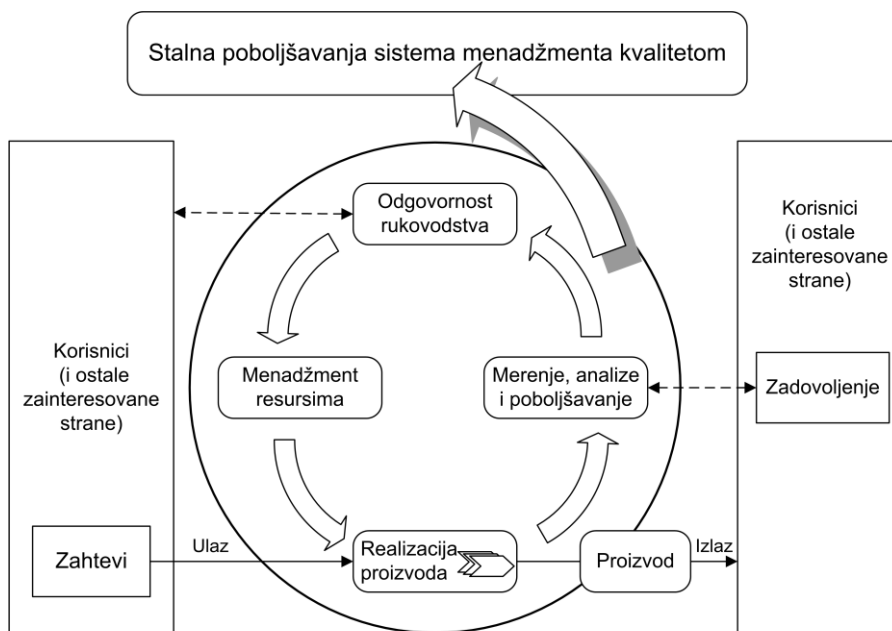 Stalna poboljšavanja sistema menadžmenta kvalitetom
Odgovornost
rukovodstva
Korisnici
(i ostale
zainteresovane
strane)
Korisnici
(i ostale
zainteresovane
strane)
Menadžment
resursima
Merenje, analize
i poboljšavanje
Zadovoljenje
Zahtevi
Ulaz
Realizacija
proizvoda
Proizvod
Izlaz